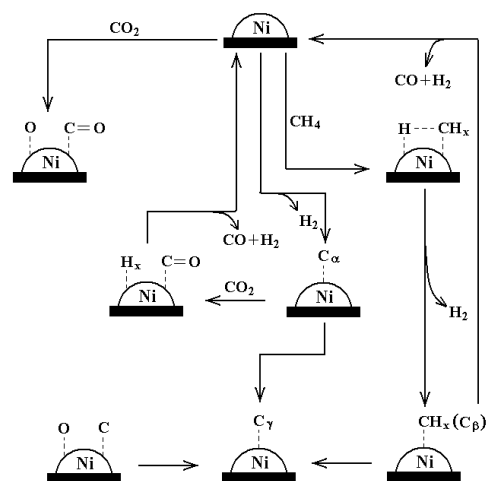 Ni
CO₂
CO+H₂
O C=O
Ni
CH₄
H CHₓ
Ni
H₂
CO+H₂
Hₓ C=O
Ni
Cα
CO₂
Ni
H₂
O C
Ni
Cγ
Ni
CHₓ(Cβ)
Ni